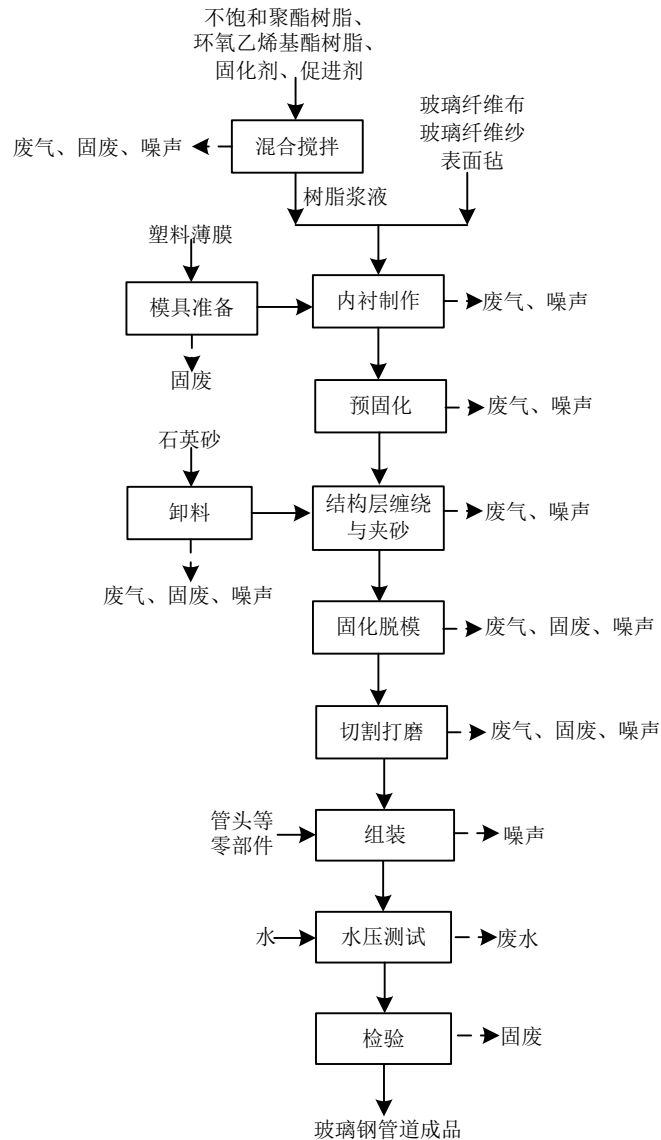 不饱和聚酯树脂、
环氧乙烯基酯树脂、
固化剂、促进剂
玻璃纤维布
玻璃纤维纱
表面毡
废气、固废、噪声
混合搅拌
树脂浆液
塑料薄膜
模具准备
内衬制作
废气、噪声
固废
预固化
废气、噪声
石英砂
卸料
结构层缠绕
与夹砂
废气、噪声
废气、固废、噪声
固化脱模
废气、固废、噪声
切割打磨
废气、固废、噪声
管头等
零部件
组装
噪声
水
水压测试
废水
检验
固废
玻璃钢管道成品